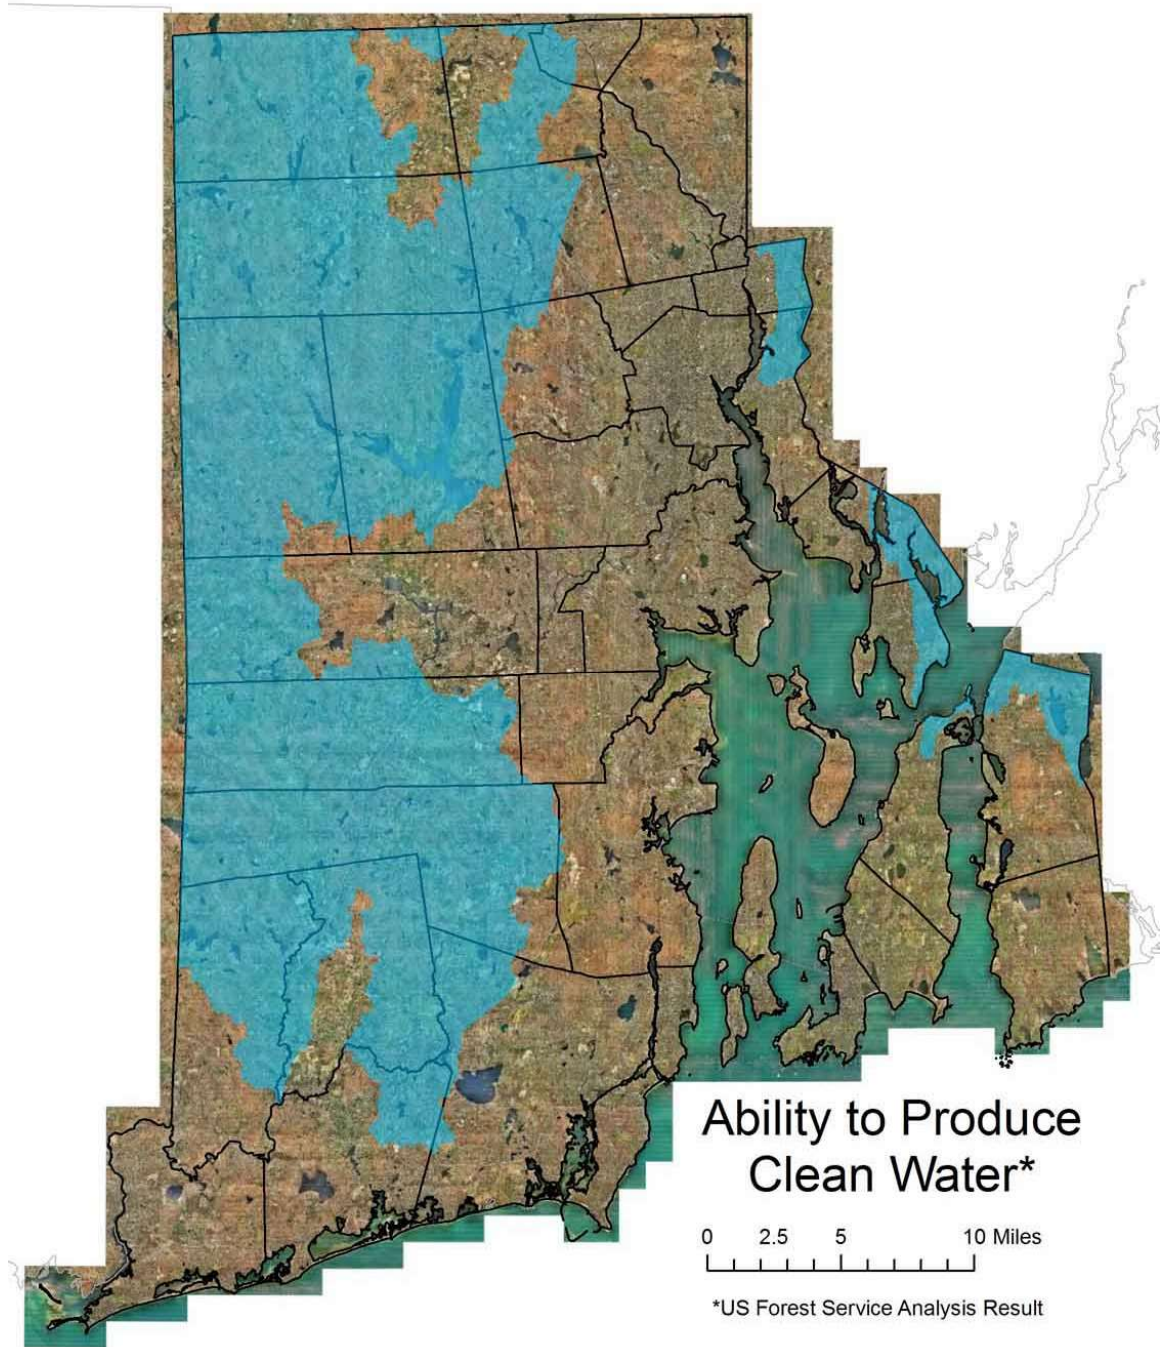 Ability to Produce
Clean Water*
0 2.5 5 10 Miles
*US Forest Service Analysis Result